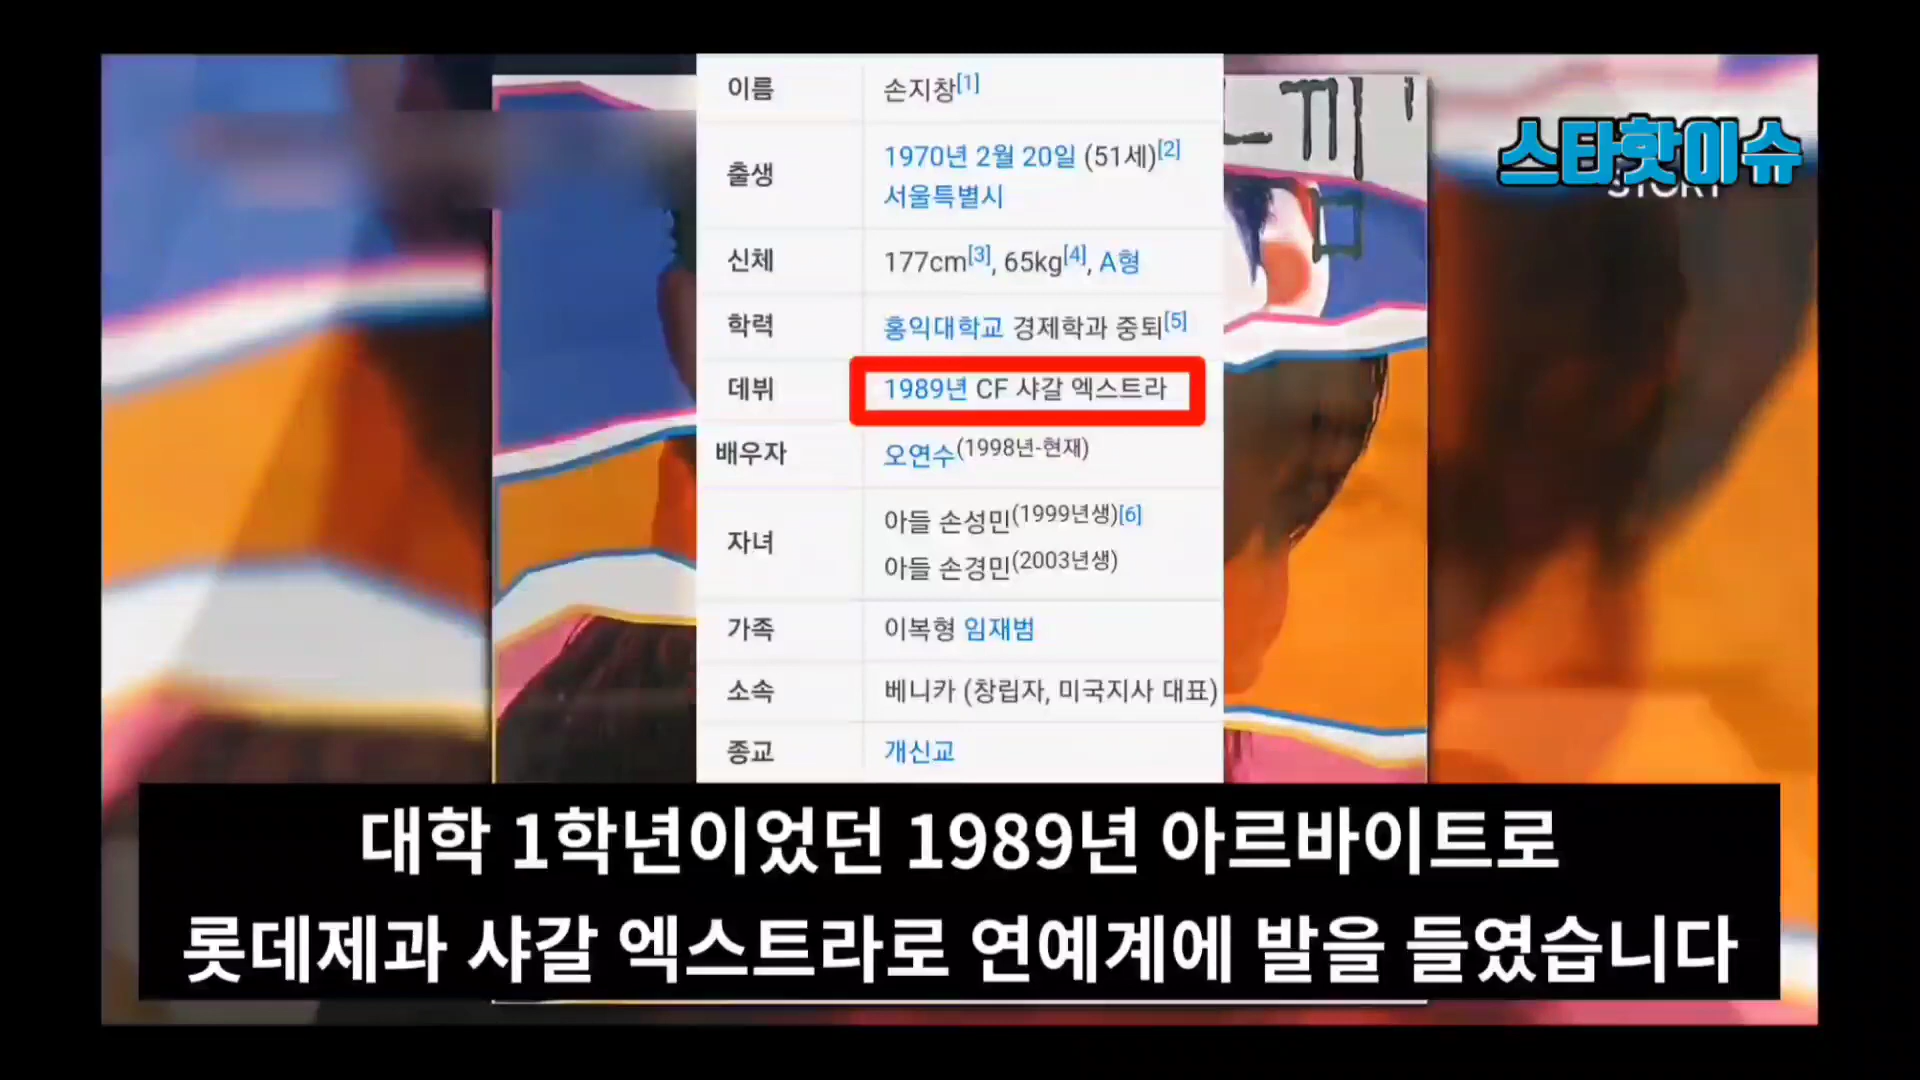 스타핫이슈
STORY
이름 손지창[1]
출생 1970년 2월 20일 (51세)[2]
서울특별시
신체 177cm[3], 65kg[4], A형
학력 홍익대학교 경제학과 중퇴[5]
데뷔 1989년 CF 샤갈 엑스트라
배우자 오연수(1998년-현재)
자녀 아들 손성민(1999년생)[6]
아들 손경민(2003년생)
가족 이복형 임재범
소속 베니카 (창립자, 미국지사 대표)
종교 개신교
대학 1학년이었던 1989년 아르바이트로
롯데제과 샤갈 엑스트라로 연예계에 발을 들였습니다